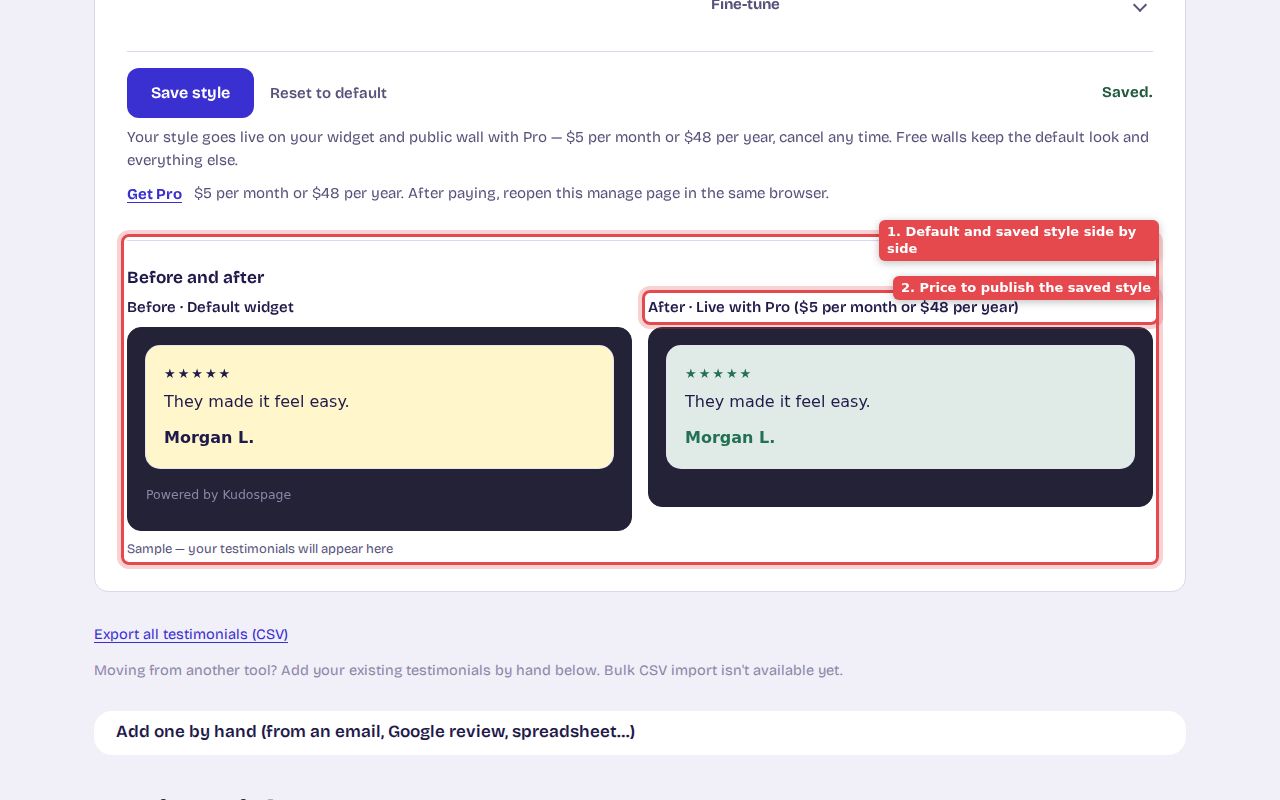 Fine-tune
Save style
Reset to default
Saved.
Your style goes live on your widget and public wall with Pro — $5 per month or $48 per year, cancel any time. Free walls keep the default look and
everything else.
Get Pro $5 per month or $48 per year. After paying, reopen this manage page in the same browser.
1. Default and saved style side by
side
Before and after
2. Price to publish the saved style
Before · Default widget
After · Live with Pro ($5 per month or $48 per year)
★★★★★
They made it feel easy.
Morgan L.
Powered by Kudospage
★★★★★
They made it feel easy.
Morgan L.
Sample — your testimonials will appear here
Export all testimonials (CSV)
Moving from another tool? Add your existing testimonials by hand below. Bulk CSV import isn't available yet.
Add one by hand (from an email, Google review, spreadsheet…)